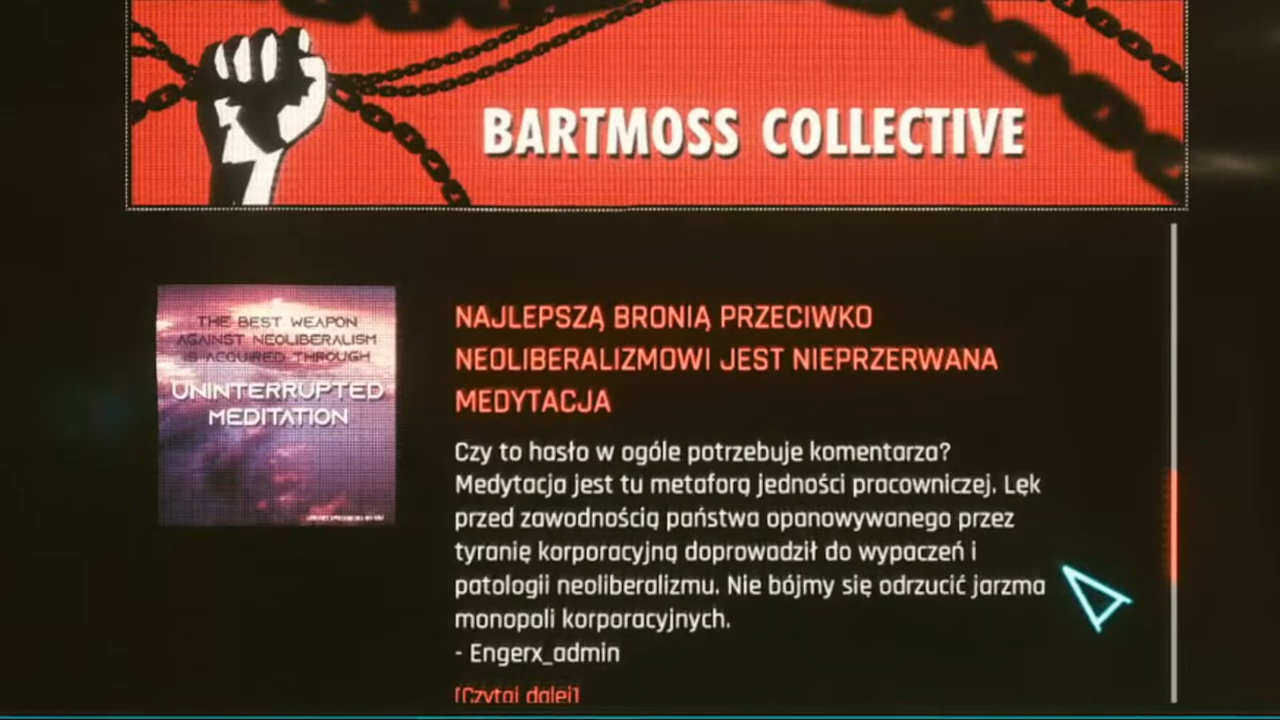 BARTMOSS COLLECTIVE
THE BEST WEAPON
AGAINST NEOLIBERALISM
IS ACQUIRED THROUGH
UNINTERRUPTED
MEDITATION
NAJLEPSZĄ BRONIĄ PRZECIWKO
NEOLIBERALIZMOWI JEST NIEPRZERWANA
MEDYTACJA
Czy to hasło w ogóle potrzebuje komentarza?
Medytacja jest tu metaforą jedności pracowniczej. Lęk
przed zawodnością państwa opanowywanego przez
tyranię korporacyjną doprowadził do wypaczeń i
patologii neoliberalizmu. Nie bójmy się odrzucić jarzma
monopoli korporacyjnych.
- Engerx_admin
[Czytaj dalej]